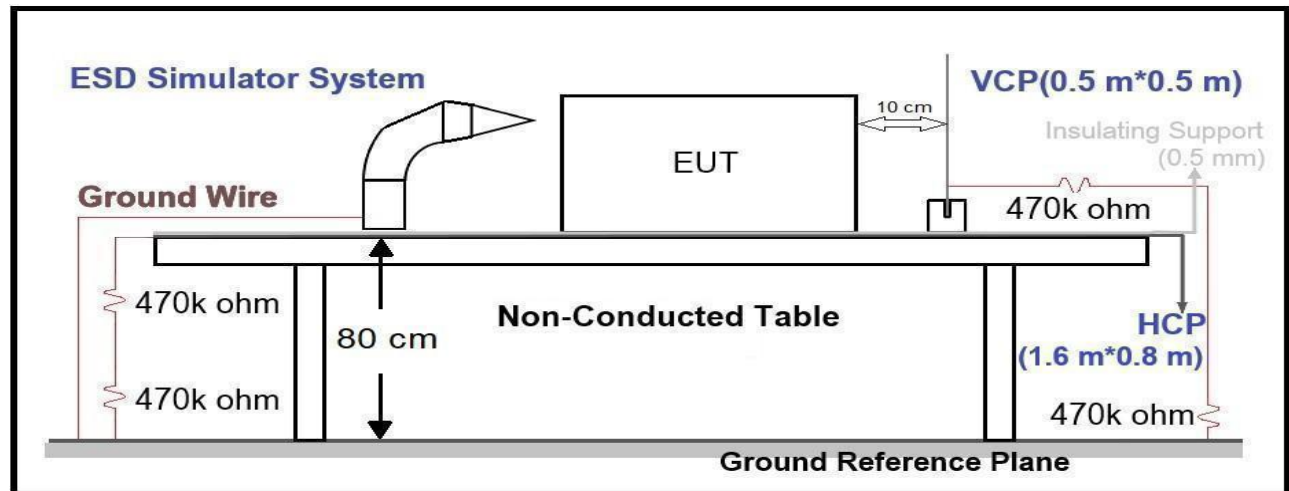 ESD Simulator System
VCP(0.5 m*0.5 m)
10 cm
Insulating Support
(0.5 mm)
EUT
Ground Wire
470k ohm
470k ohm
Non-Conducted Table
HCP
(1.6 m*0.8 m)
80 cm
470k ohm
470k ohm
Ground Reference Plane